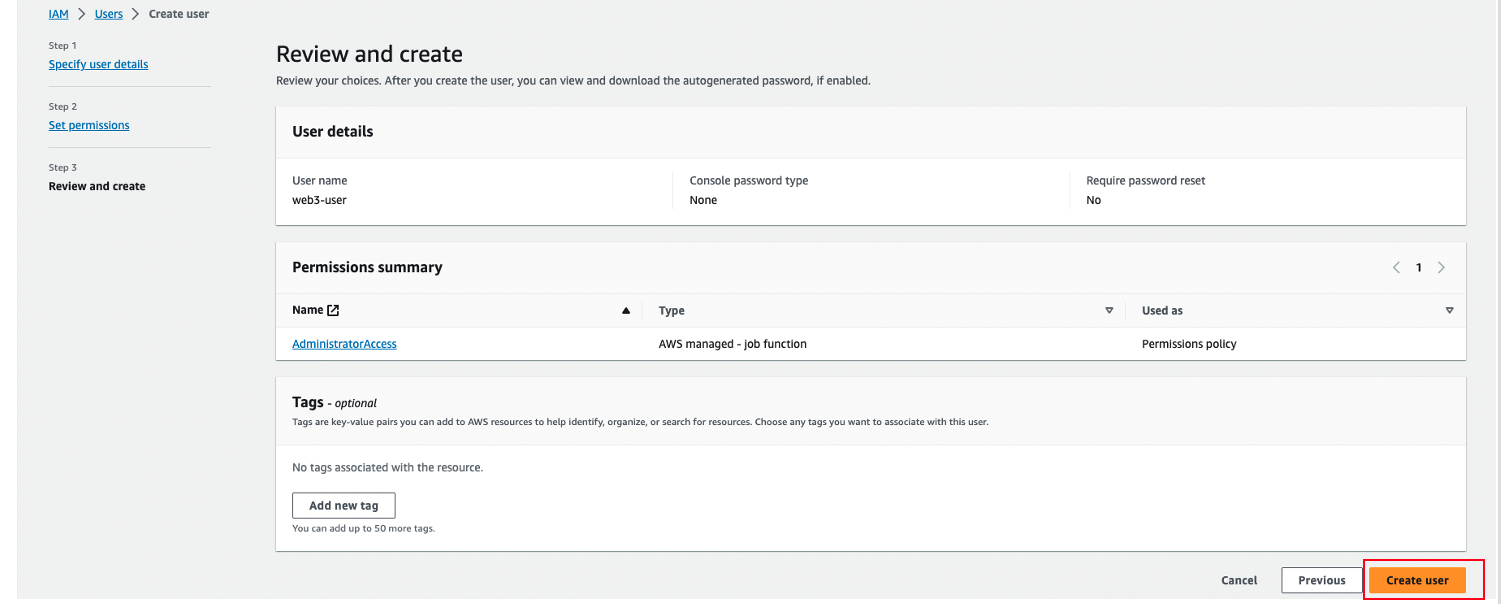 IAM > Users > Create user
Step 1
Specify user details
Step 2
Set permissions
Step 3
Review and create
Review and create
Review your choices. After you create the user, you can view and download the autogenerated password, if enabled.
User details
User name
web3-user
Console password type
None
Require password reset
No
Permissions summary
< 1 >
Name Type Used as
AdministratorAccess AWS managed - job function Permissions policy
Tags - optional
Tags are key-value pairs you can add to AWS resources to help identify, organize, or search for resources. Choose any tags you want to associate with this user.
No tags associated with the resource.
Add new tag
You can add up to 50 more tags.
Cancel Previous Create user